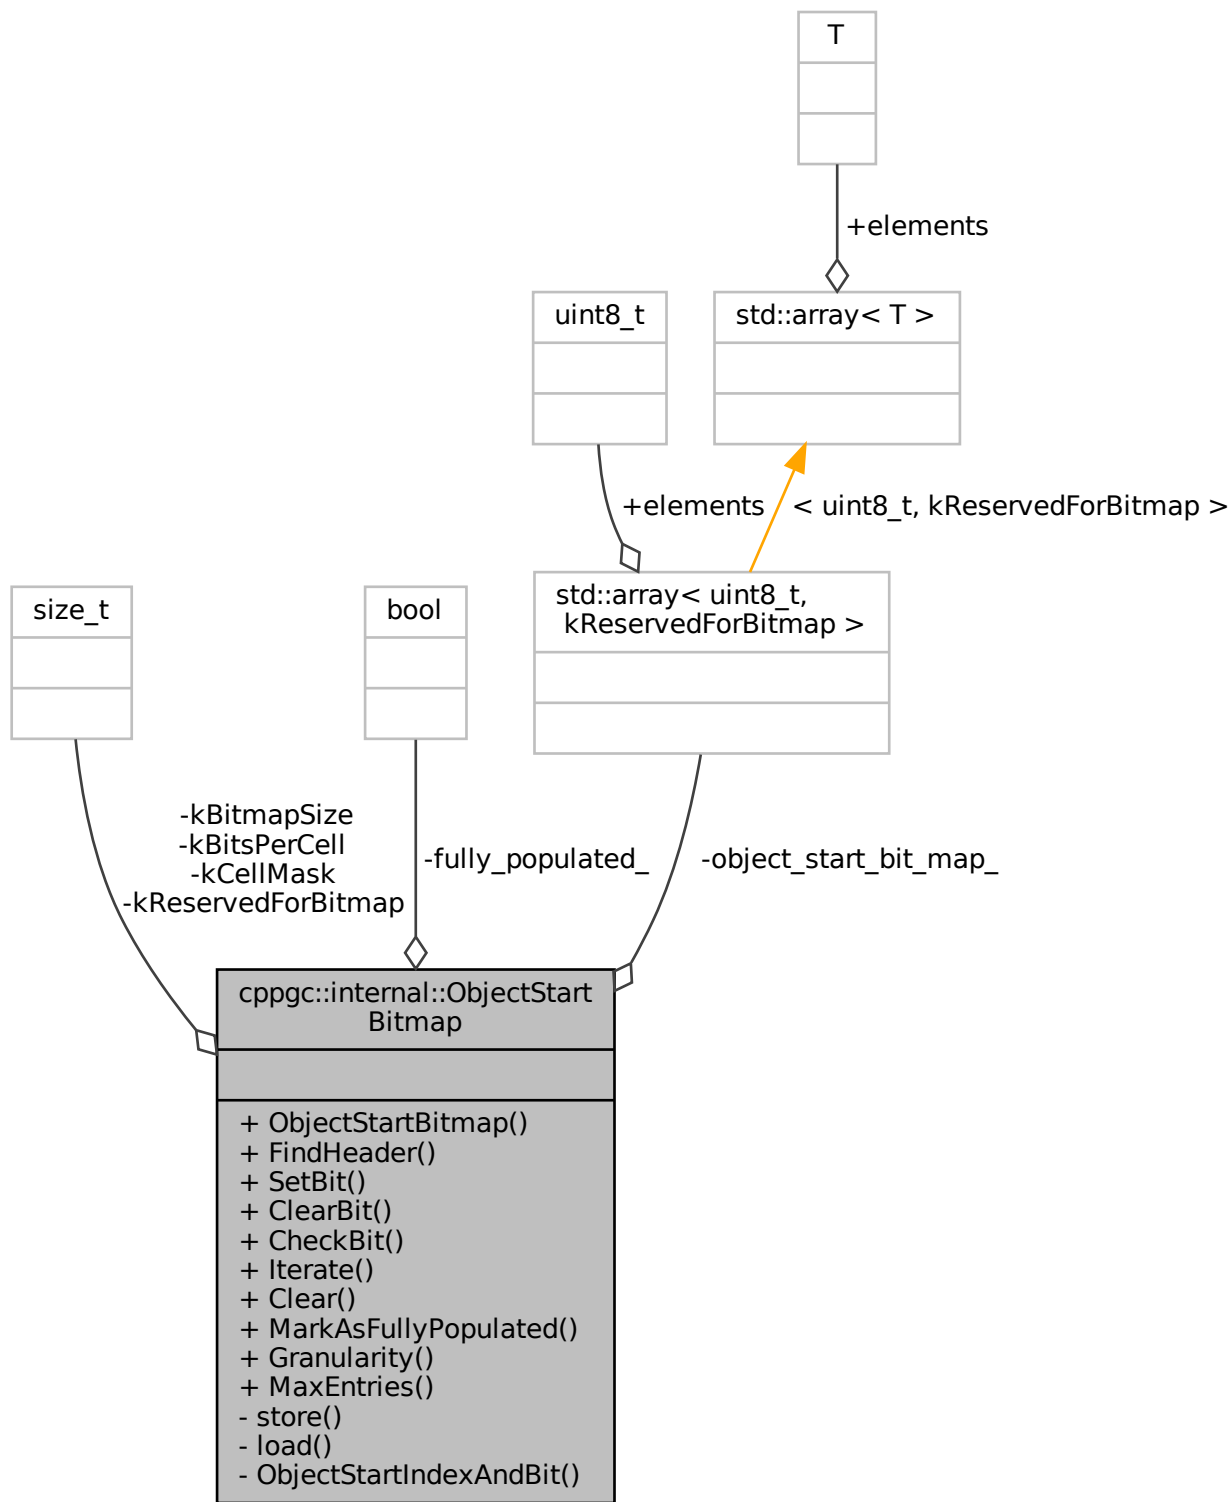 T
+elements
uint8_t
std::array< T >
+elements
< uint8_t, kReservedForBitmap >
size_t
bool
std::array< uint8_t,
kReservedForBitmap >
-kBitmapSize
-kBitsPerCell
-kCellMask
-kReservedForBitmap
-fully_populated_
-object_start_bit_map_
cppgc::internal::ObjectStart
Bitmap
+ ObjectStartBitmap()
+ FindHeader()
+ SetBit()
+ ClearBit()
+ CheckBit()
+ Iterate()
+ Clear()
+ MarkAsFullyPopulated()
+ Granularity()
+ MaxEntries()
- store()
- load()
- ObjectStartIndexAndBit()